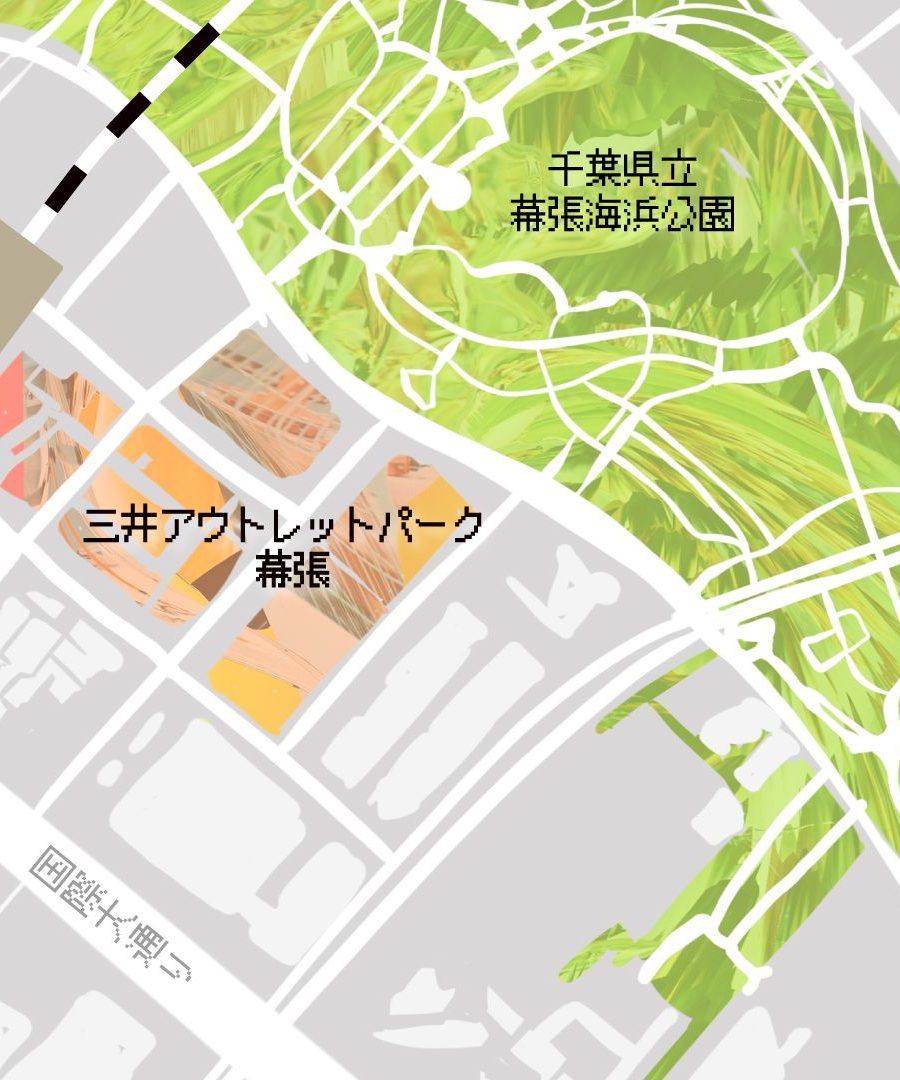 千葉県立
幕張海浜公園
三井アウトレットパーク
幕張
国際大通り